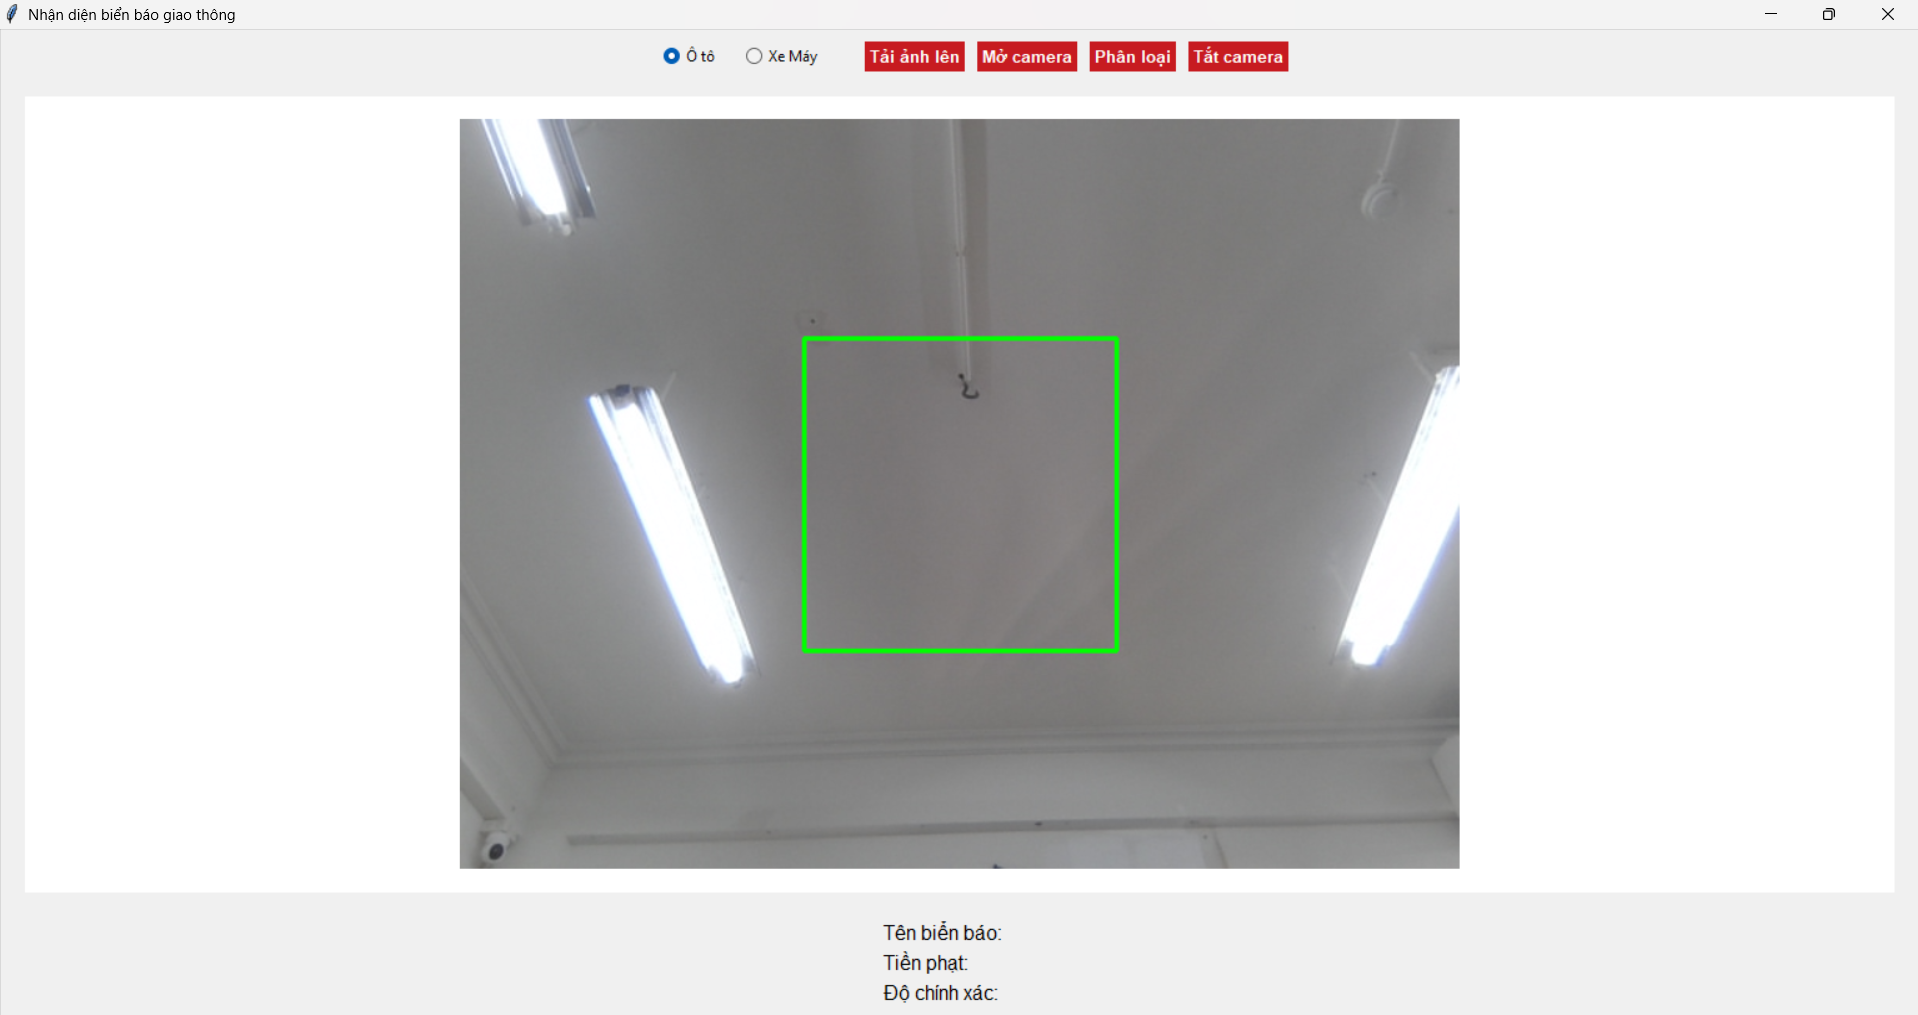 Nhận diện biển báo giao thông
Ô tô Xe Máy Tải ảnh lên Mở camera Phân loại Tắt camera
Tên biển báo:
Tiền phạt:
Độ chính xác: